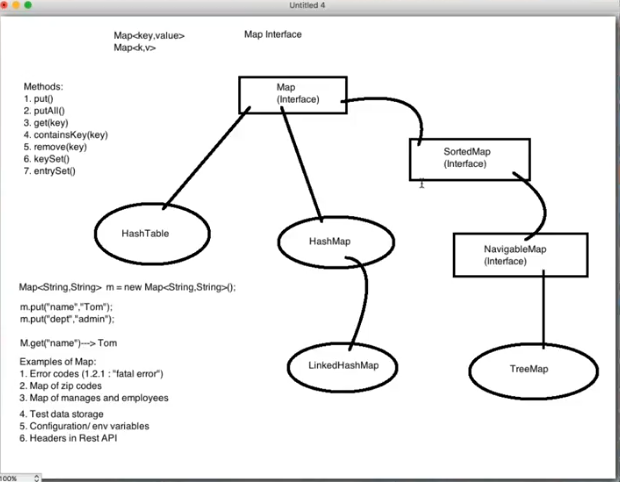 Untitled 4
Map<key,value>
Map<k,v>
Map Interface
Methods:
1. put()
2. putAll()
3. get(key)
4. containsKey(key)
5. remove(key)
6. keySet()
7. entrySet()
Map
(Interface)
SortedMap
(Interface)
HashTable
HashMap
NavigableMap
(Interface)
LinkedHashMap
TreeMap
Map<String,String> m = new Map<String,String>();
m.put("name","Tom");
m.put("dept","admin");
M.get("name")---> Tom
Examples of Map:
1. Error codes (1.2.1 : "fatal error")
2. Map of zip codes
3. Map of manages and employees
4. Test data storage
5. Configuration/ env variables
6. Headers in Rest API
100%